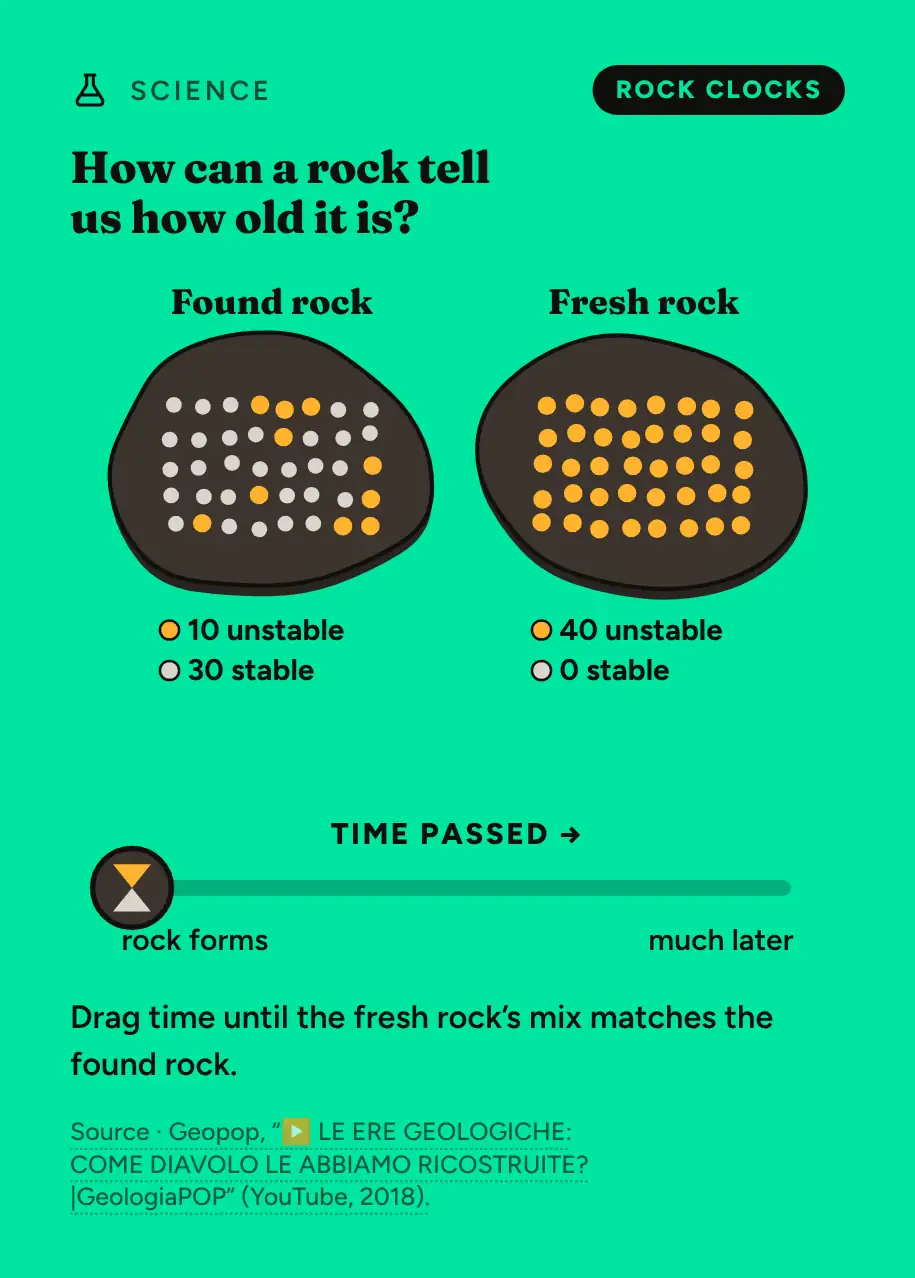 SCIENCE
ROCK CLOCKS
How can a rock tell
us how old it is?
Found rock
Fresh rock
10 unstable
30 stable
40 unstable
0 stable
TIME PASSED →
rock forms
much later
Drag time until the fresh rock’s mix matches the
found rock.
Source · Geopop, “▶️ LE ERE GEOLOGICHE:
COME DIAVOLO LE ABBIAMO RICOSTRUITE?
|GeologiaPOP” (YouTube, 2018).